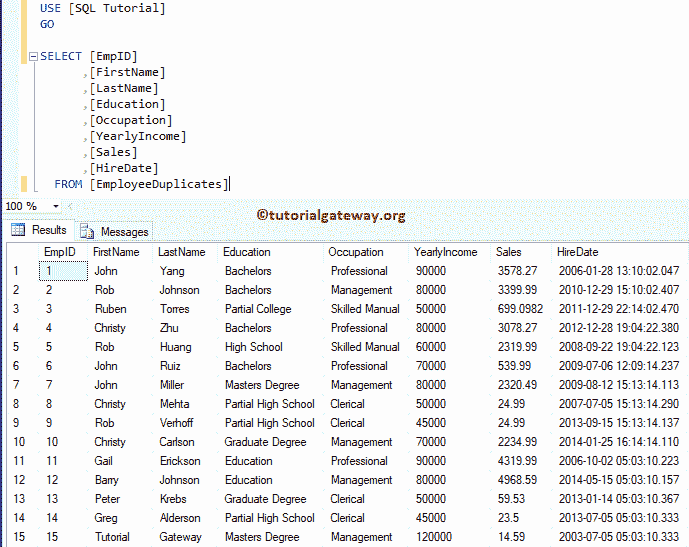 USE [SQL Tutorial]
GO
SELECT [EmpID]
,[FirstName]
,[LastName]
,[Education]
,[Occupation]
,[YearlyIncome]
,[Sales]
,[HireDate]
FROM [EmployeeDuplicates]
100 %
©tutorialgateway.org
Results Messages
EmpID FirstName LastName Education Occupation YearlyIncome Sales HireDate
1 1 John Yang Bachelors Professional 90000 3578.27 2006-01-28 13:10:02.047
2 2 Rob Johnson Bachelors Management 80000 3399.99 2010-12-29 15:10:02.407
3 3 Ruben Torres Partial College Skilled Manual 50000 699.0982 2011-12-29 22:14:02.470
4 4 Christy Zhu Bachelors Professional 80000 3078.27 2012-12-28 19:04:22.380
5 5 Rob Huang High School Skilled Manual 60000 2319.99 2008-09-22 19:04:22.123
6 6 John Ruiz Bachelors Professional 70000 539.99 2009-07-06 12:09:14.237
7 7 John Miller Masters Degree Management 80000 2320.49 2009-08-12 15:13:14.113
8 8 Christy Mehta Partial High School Clerical 50000 24.99 2007-07-05 15:13:14.290
9 9 Rob Verhoff Partial High School Clerical 45000 24.99 2013-09-15 15:13:14.137
10 10 Christy Carlson Graduate Degree Management 70000 2234.99 2014-01-25 16:14:14.110
11 11 Gail Erickson Education Professional 90000 4319.99 2006-10-02 05:03:10.223
12 12 Barry Johnson Education Management 80000 4968.59 2014-05-15 05:03:10.157
13 13 Peter Krebs Graduate Degree Clerical 50000 59.53 2013-01-14 05:03:10.367
14 14 Greg Alderson Partial High School Clerical 45000 23.5 2013-07-05 05:03:10.333
15 15 Tutorial Gateway Masters Degree Management 120000 14.59 2003-07-05 05:03:10.333